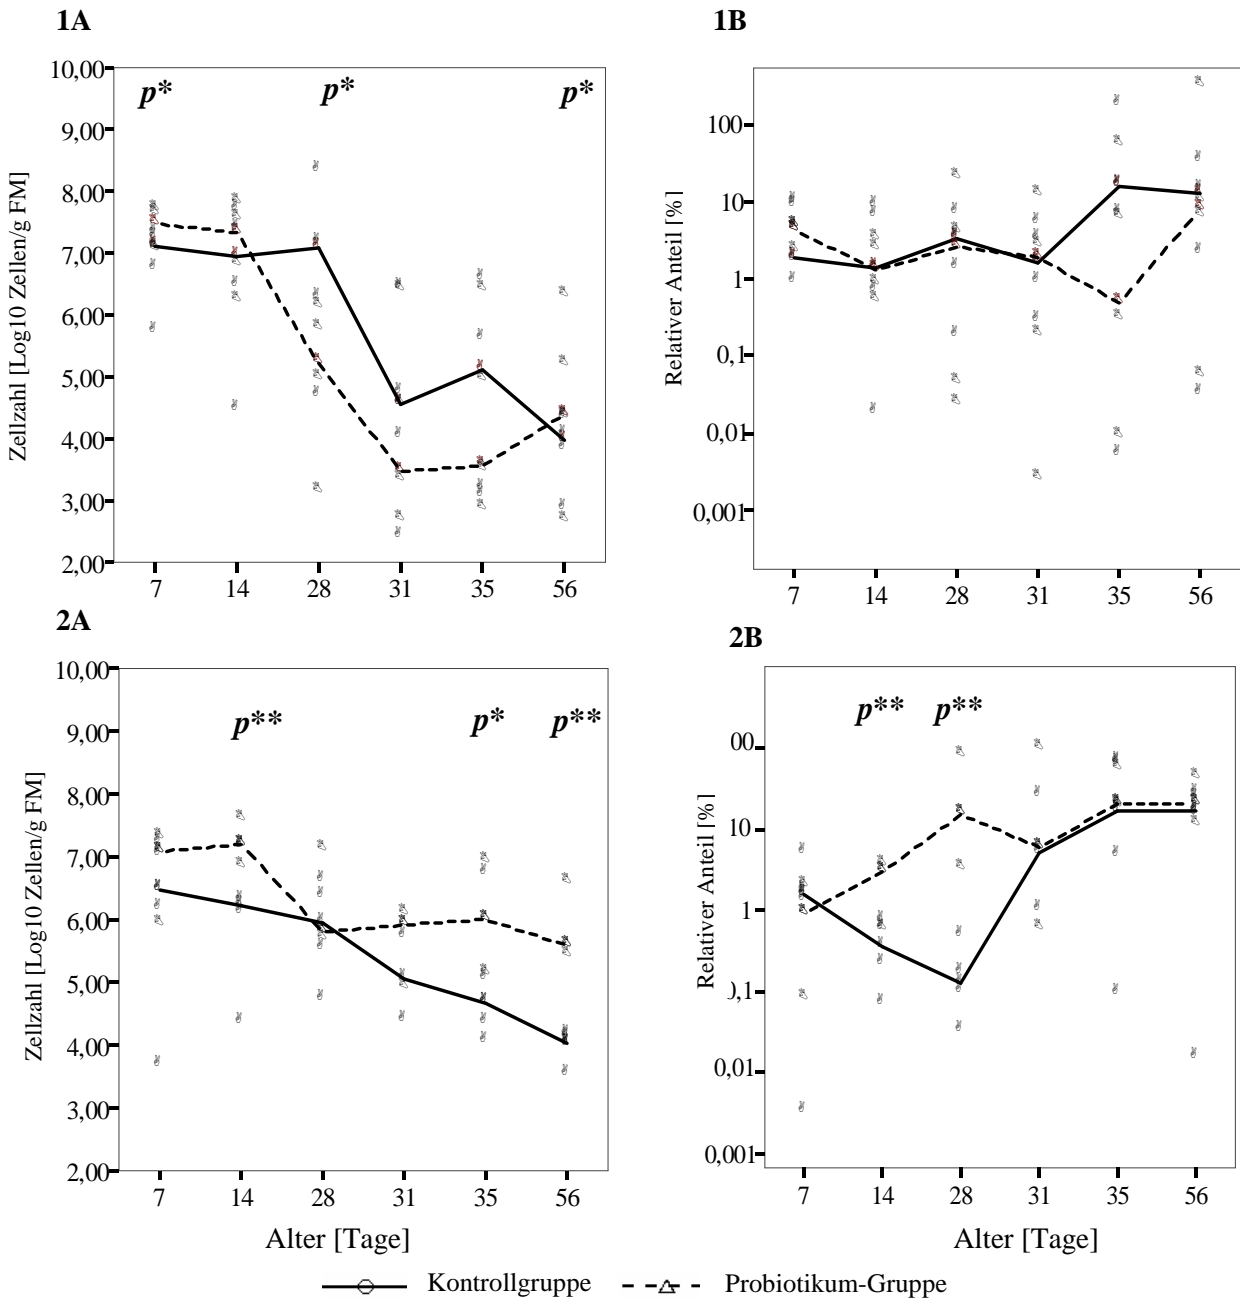 1A
p*
p*
p*
10,00
9,00
8,00
7,00
6,00
5,00
4,00
3,00
2,00
Zellzahl [Log10 Zellen/g FM]
7
14
28
31
35
56
1B
100
10
1
0,1
0,01
0,001
Relativer Anteil [%]
7
14
28
31
35
56
2A
p**
p*
p**
10,00
9,00
8,00
7,00
6,00
5,00
4,00
3,00
2,00
Zellzahl [Log10 Zellen/g FM]
7
14
28
31
35
56
Alter [Tage]
2B
p**
p**
00
10
1
0,1
0,01
0,001
Relativer Anteil [%]
7
14
28
31
35
56
Alter [Tage]
Kontrollgruppe
Probiotikum-Gruppe